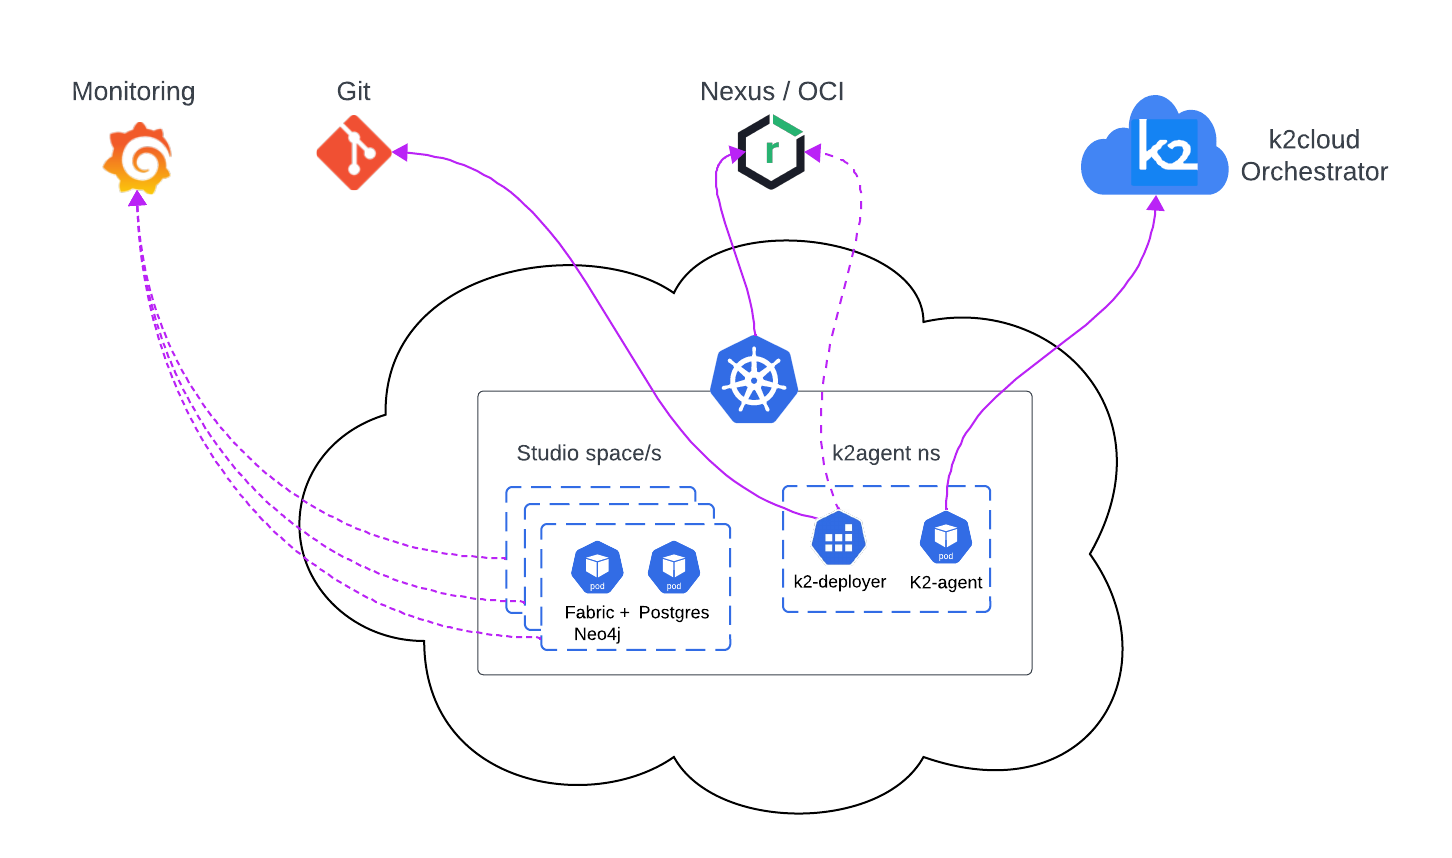 Monitoring
Git
Nexus / OCI
r
k2
k2cloud
Orchestrator
Studio space/s
k2agent ns
pod
pod
Fabric +
Neo4j
Postgres
k2-deployer
pod
K2-agent